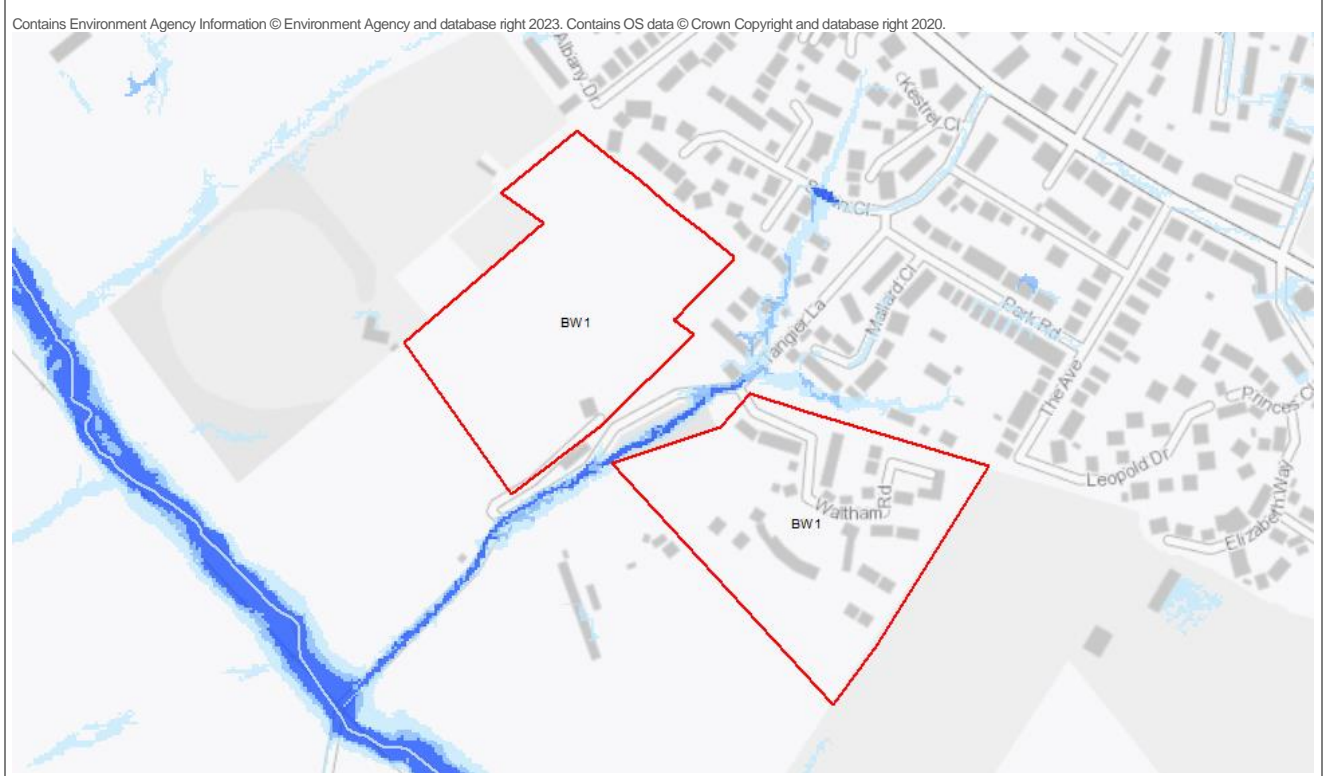 Contains Environment Agency Information © Environment Agency and database right 2023. Contains OS data © Crown Copyright and database right 2020.
Albany Dr
Kestrel Cl
BW1
Tangier La
Mallard Cl
Park Rd
The Ave
Princes Cl
Leopold Dr
Elizabeth Way
Waltham Rd
BW1